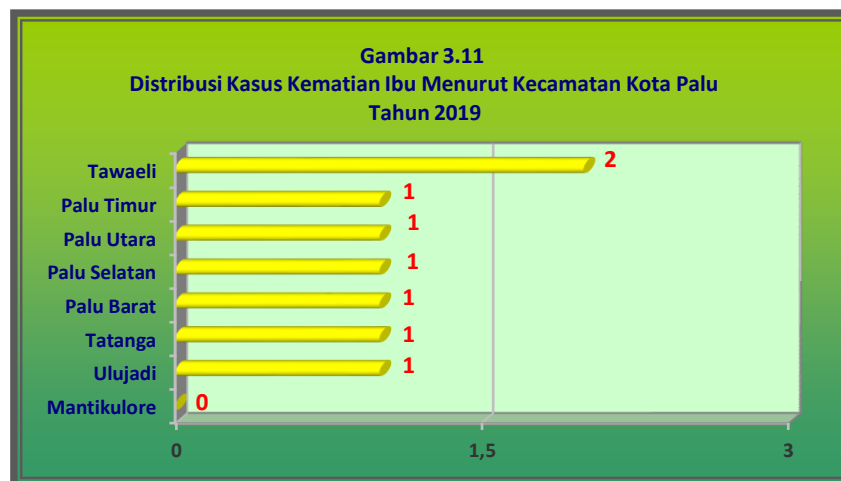 Gambar 3.11
Distribusi Kasus Kematian Ibu Menurut Kecamatan Kota Palu
Tahun 2019
Tawaeli 2
Palu Timur 1
Palu Utara 1
Palu Selatan 1
Palu Barat 1
Tatanga 1
Ulujadi 1
Mantikulore 0
0 1,5 3